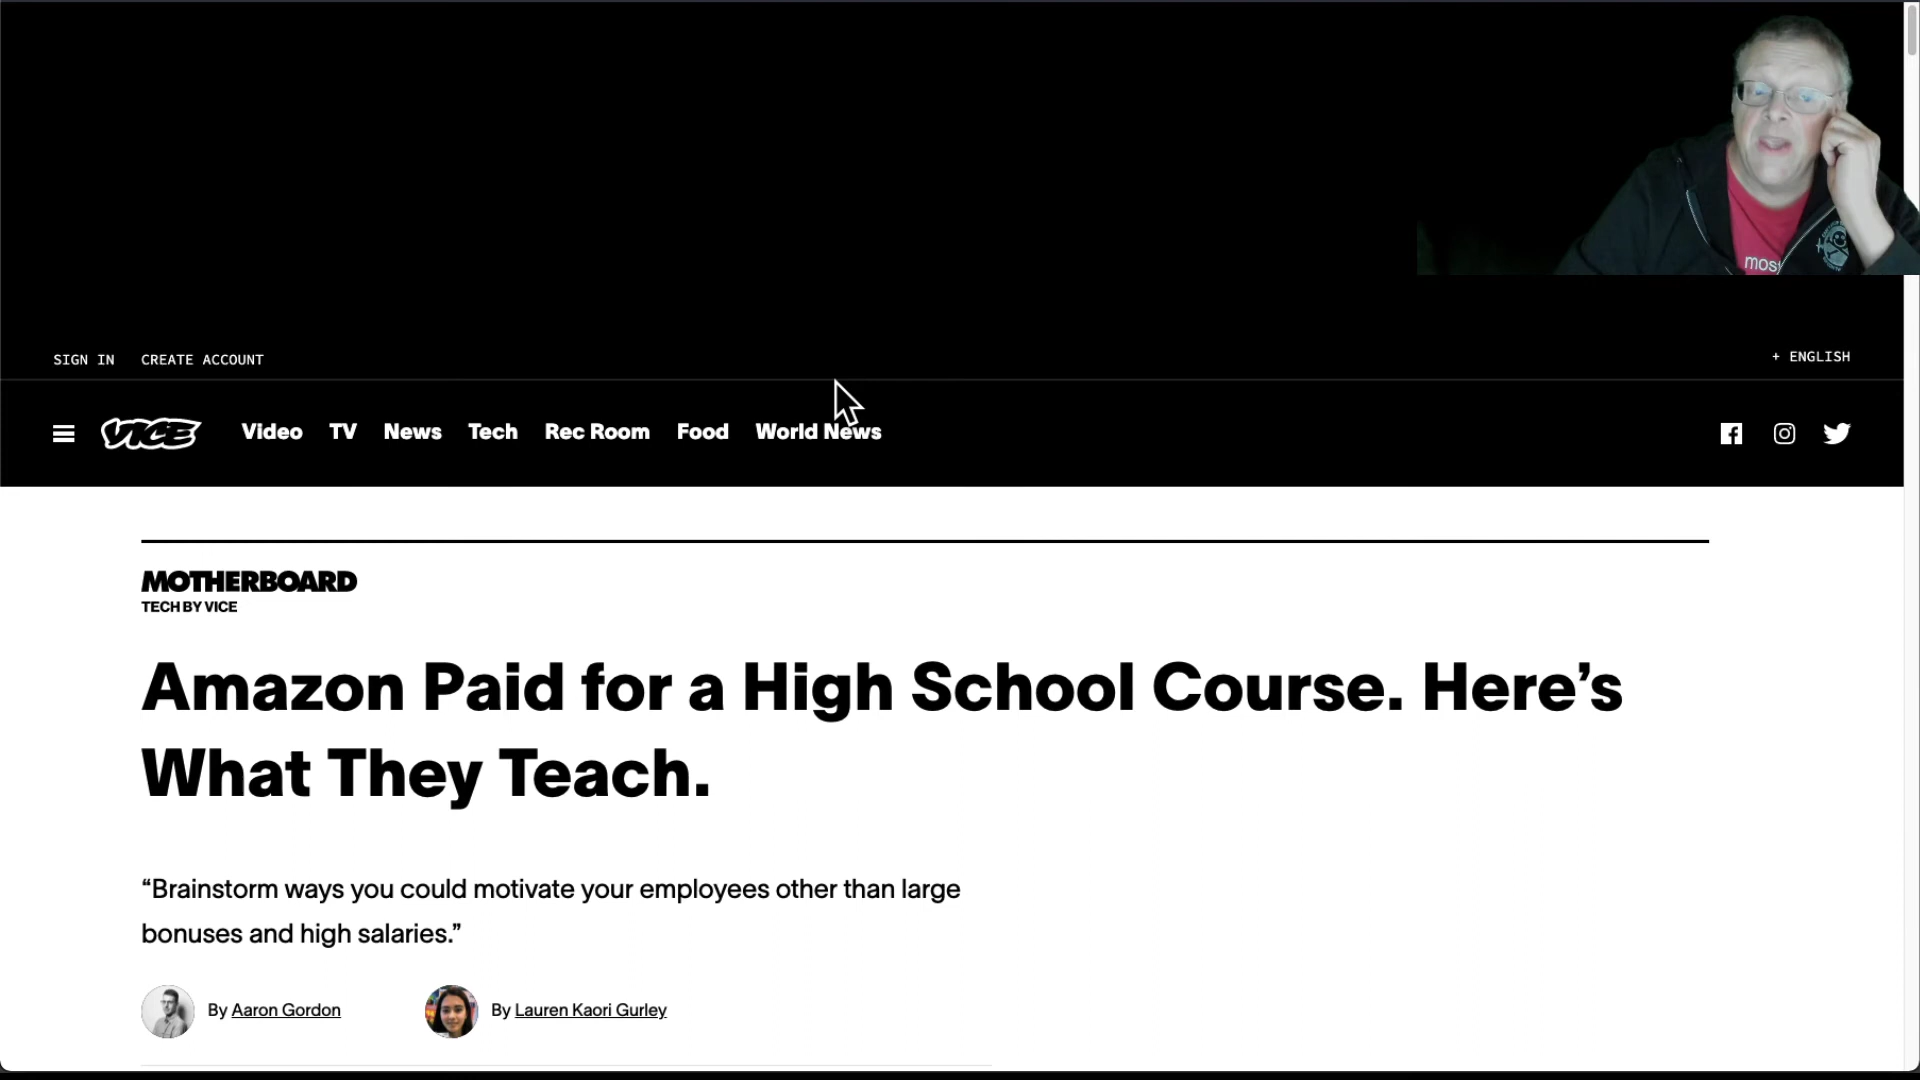 most
SIGN IN CREATE ACCOUNT + ENGLISH
VICE Video TV News Tech Rec Room Food World News
MOTHERBOARD
TECH BY VICE
Amazon Paid for a High School Course. Here’s
What They Teach.
“Brainstorm ways you could motivate your employees other than large
bonuses and high salaries.”
By Aaron Gordon By Lauren Kaori Gurley